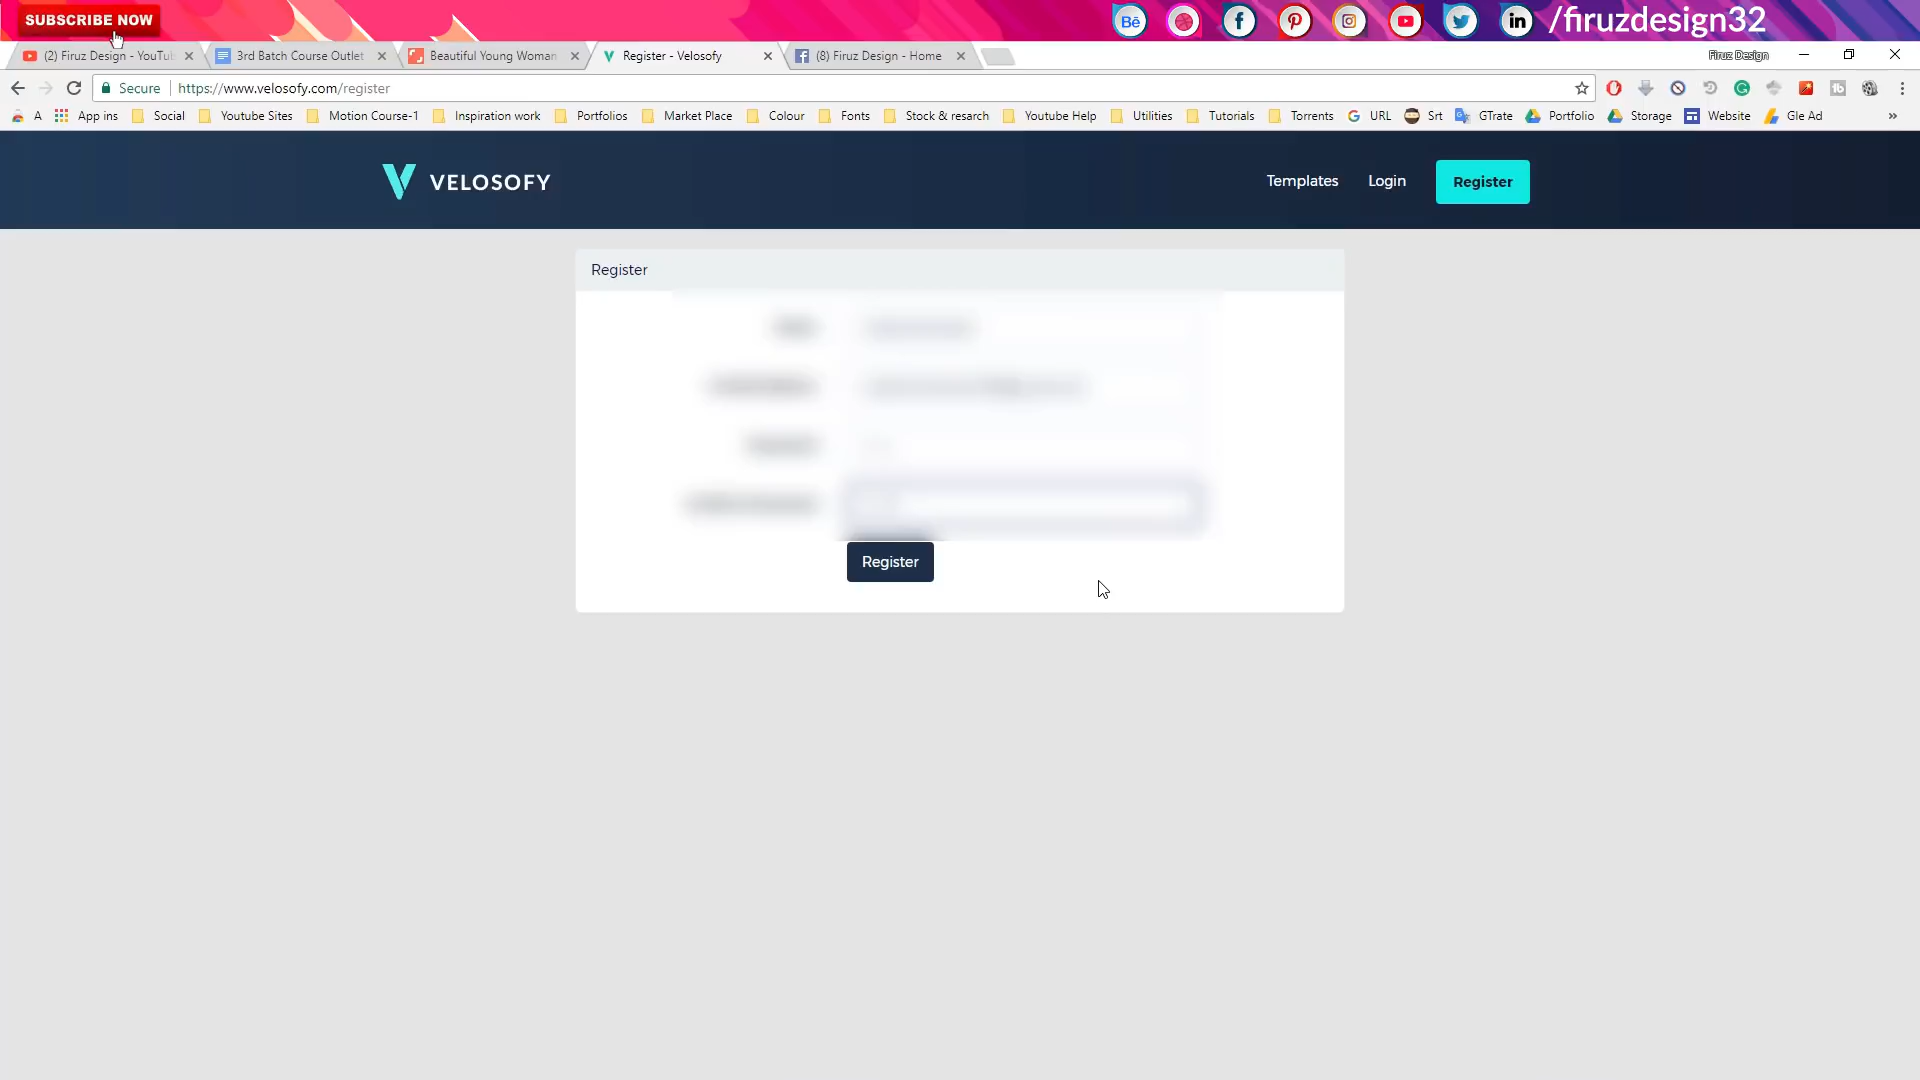 SUBSCRIBE NOW
Bē
/firuzdesign32
(2) Firuz Design - YouTub
3rd Batch Course Outlet
Beautiful Young Woman
Register - Velosofy
(8) Firuz Design - Home
Firuz Design
Secure
https://www.velosofy.com/register
A
App ins
Social
Youtube Sites
Motion Course-1
Inspiration work
Portfolios
Market Place
Colour
Fonts
Stock & resarch
Youtube Help
Utilities
Tutorials
Torrents
URL
Srt
GTrate
Portfolio
Storage
Website
Gle Ad
»
VELOSOFY
Templates
Login
Register
Register
Register